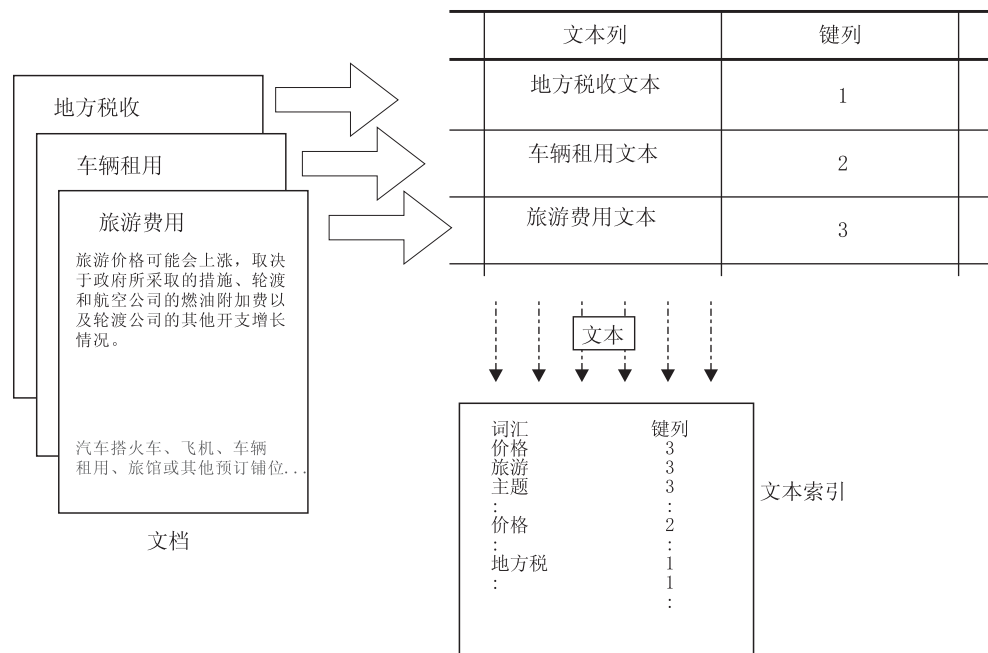 文本列 键列
地方税收文本 1
车辆租用文本 2
旅游费用文本 3
地方税收
车辆租用
旅游费用
旅游价格可能会上涨，取决
于政府所采取的措施、轮渡
和航空公司的燃油附加费以
及轮渡公司的其他开支增长
情况。
汽车搭火车、飞机、车辆
租用、旅馆或其他预订铺位...
文档
文本
词汇 键列
价格 3
旅游 3
主题 3
: :
价格 2
: :
地方税 1
: 1
:
文本索引